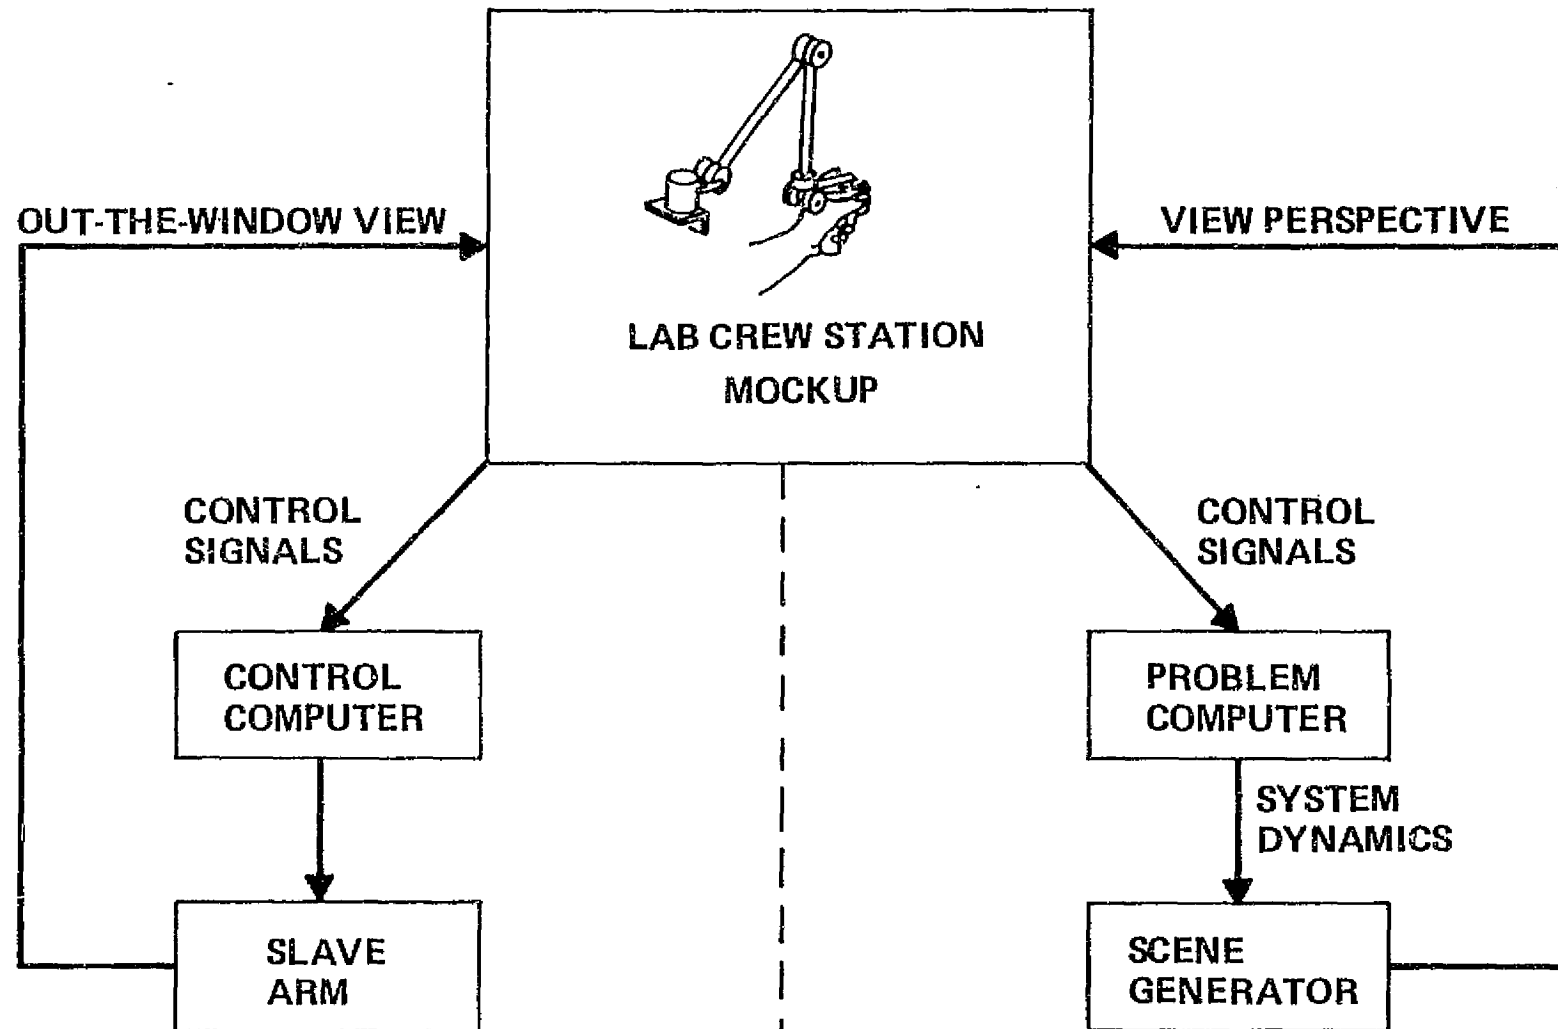 OUT-THE-WINDOW VIEW
VIEW PERSPECTIVE
LAB CREW STATION
MOCKUP
CONTROL
SIGNALS
CONTROL
SIGNALS
CONTROL
COMPUTER
PROBLEM
COMPUTER
SYSTEM
DYNAMICS
SLAVE
ARM
SCENE
GENERATOR